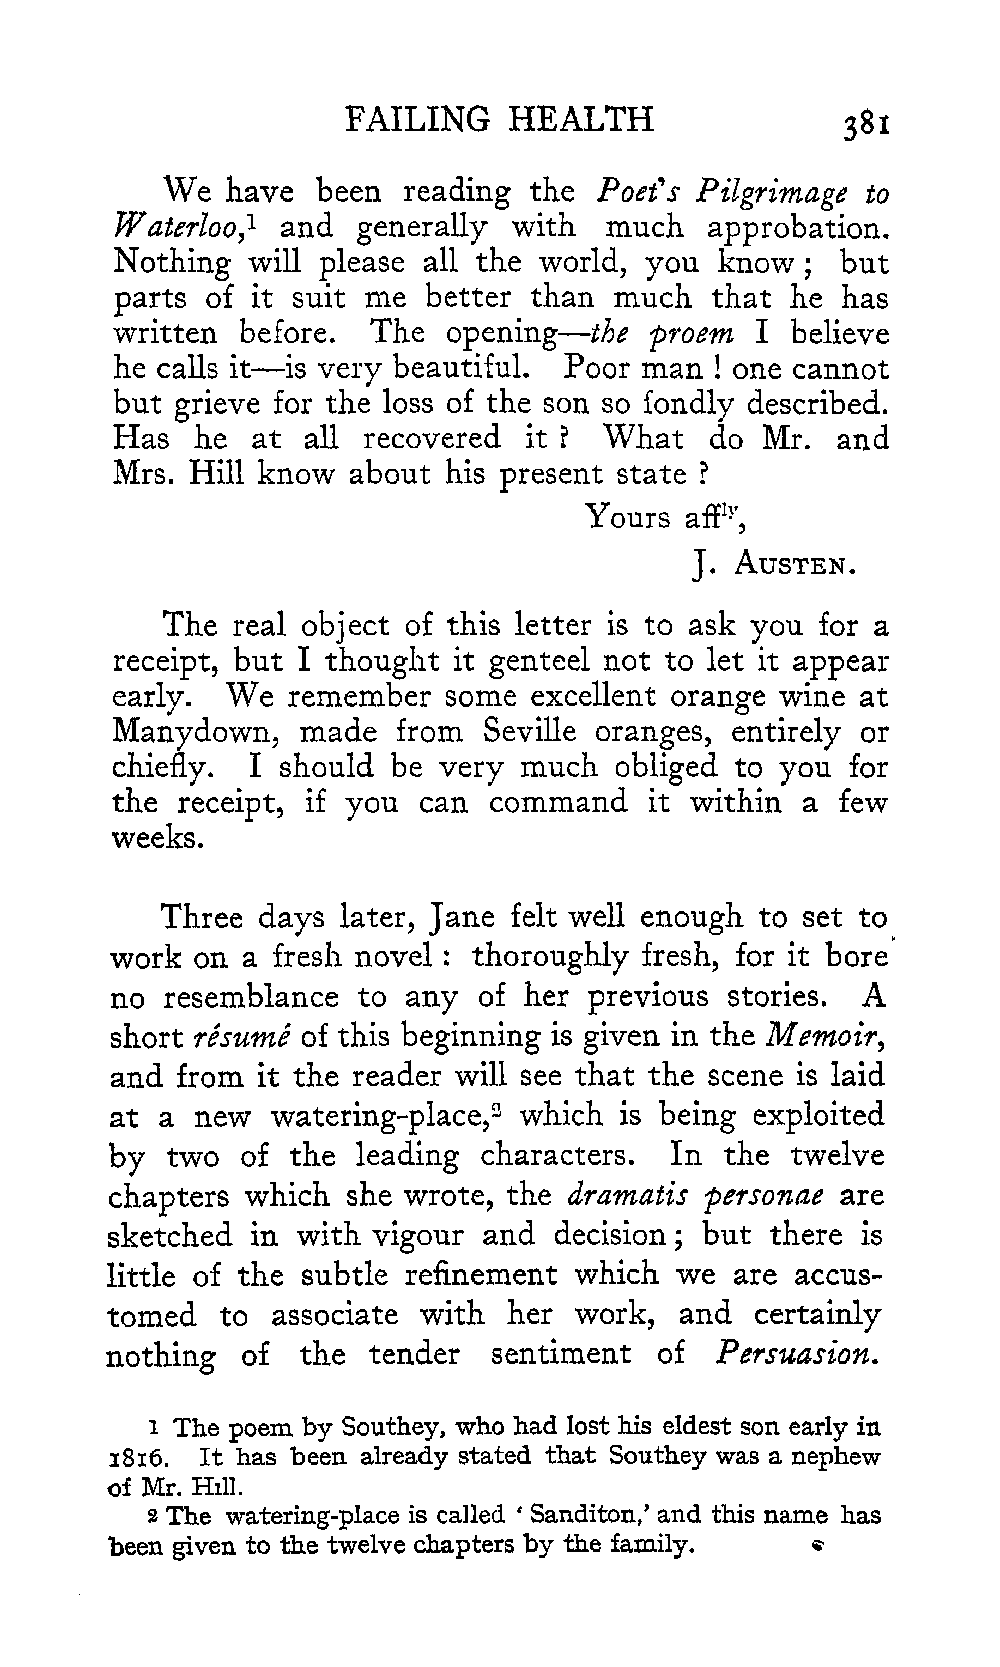 FAILING HEALTH 381
We have been reading the Poet's Pilgrimage to
Waterloo,¹ and generally with much approbation.
Nothing will please all the world, you know ; but
parts of it suit me better than much that he has
written before. The opening—the proem I believe
he calls it—is very beautiful. Poor man ! one cannot
but grieve for the loss of the son so fondly described.
Has he at all recovered it ? What do Mr. and
Mrs. Hill know about his present state ?
Yours affly,
J. AUSTEN.
The real object of this letter is to ask you for a
receipt, but I thought it genteel not to let it appear
early. We remember some excellent orange wine at
Manydown, made from Seville oranges, entirely or
chiefly. I should be very much obliged to you for
the receipt, if you can command it within a few
weeks.
Three days later, Jane felt well enough to set to
work on a fresh novel : thoroughly fresh, for it bore
no resemblance to any of her previous stories. A
short résumé of this beginning is given in the Memoir,
and from it the reader will see that the scene is laid
at a new watering-place,² which is being exploited
by two of the leading characters. In the twelve
chapters which she wrote, the dramatis personae are
sketched in with vigour and decision ; but there is
little of the subtle refinement which we are accus-
tomed to associate with her work, and certainly
nothing of the tender sentiment of Persuasion.
1 The poem by Southey, who had lost his eldest son early in
1816. It has been already stated that Southey was a nephew
of Mr. Hill.
2 The watering-place is called ' Sanditon,' and this name has
been given to the twelve chapters by the family.